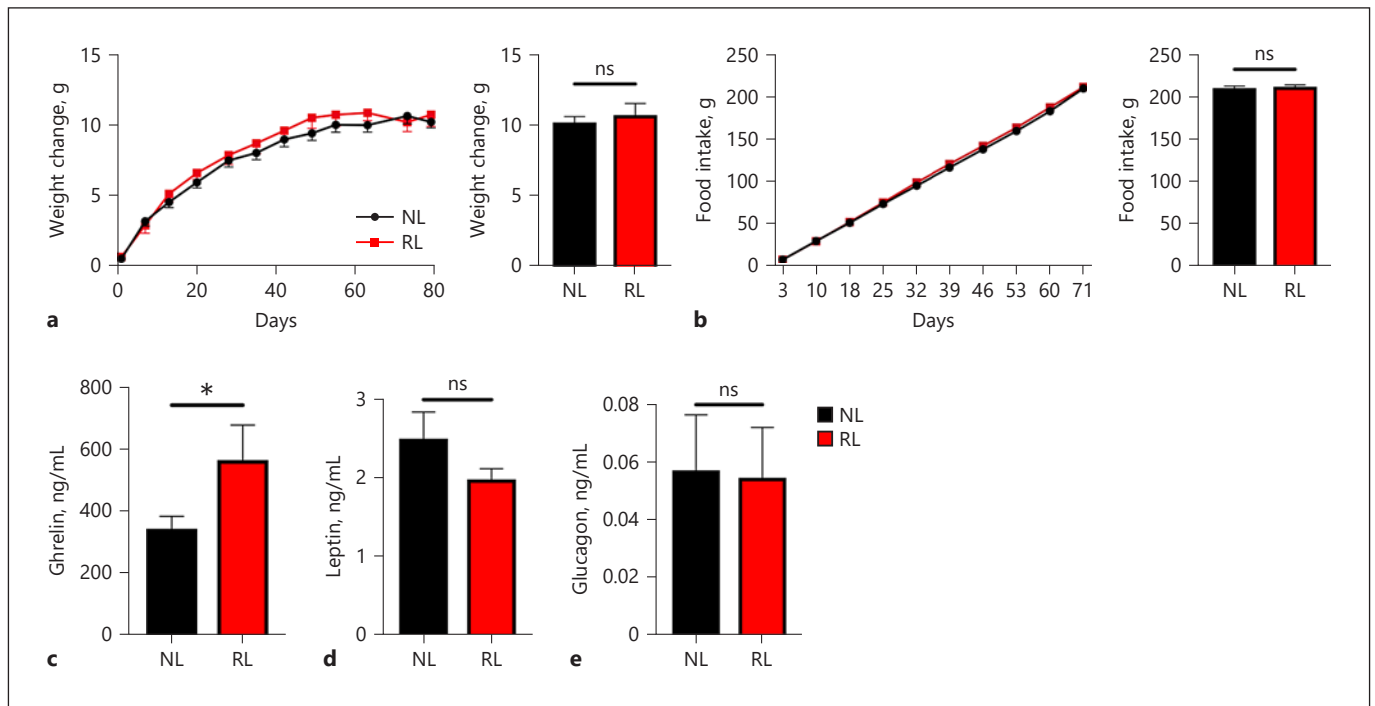 Weight change, g
15
10
5
0
0 20 40 60 80
Days
NL
RL
a
Weight change, g
15
10
5
0
ns
NL RL
Food intake, g
250
200
150
100
50
0
3 10 18 25 32 39 46 53 60 71
Days
b
Food intake, g
250
200
150
100
50
0
ns
NL RL
Ghrelin, ng/mL
800
600
400
200
0
*
NL RL
c
Leptin, ng/mL
3
2
1
0
ns
NL RL
d
Glucagon, ng/mL
0.08
0.06
0.04
0.02
0
ns
NL RL
e
NL
RL